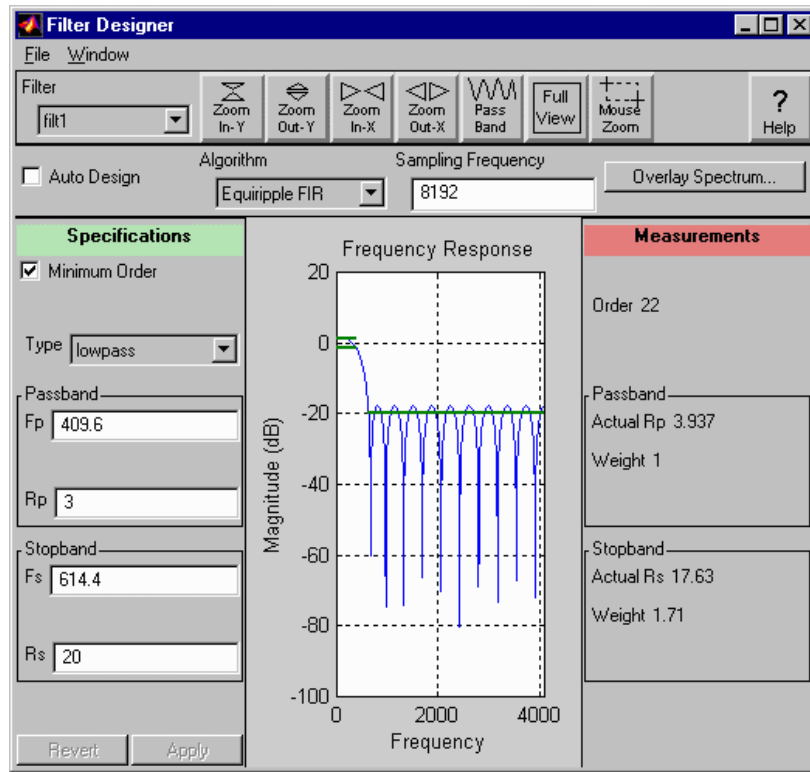 Filter Designer
File Window
Filter
filt1
Zoom In-Y
Zoom Out-Y
Zoom In-X
Zoom Out-X
Pass Band
Full View
Mouse Zoom
? Help
Auto Design
Algorithm
Equiripple FIR
Sampling Frequency
8192
Overlay Spectrum...
Specifications
Minimum Order
Type lowpass
Passband
Fp 409.6
Rp 3
Stopband
Fs 614.4
Rs 20
Revert Apply
Frequency Response
Magnitude (dB)
20
0
-20
-40
-60
-80
-100
0 2000 4000
Frequency
Measurements
Order 22
Passband
Actual Rp 3.937
Weight 1
Stopband
Actual Rs 17.63
Weight 1.71